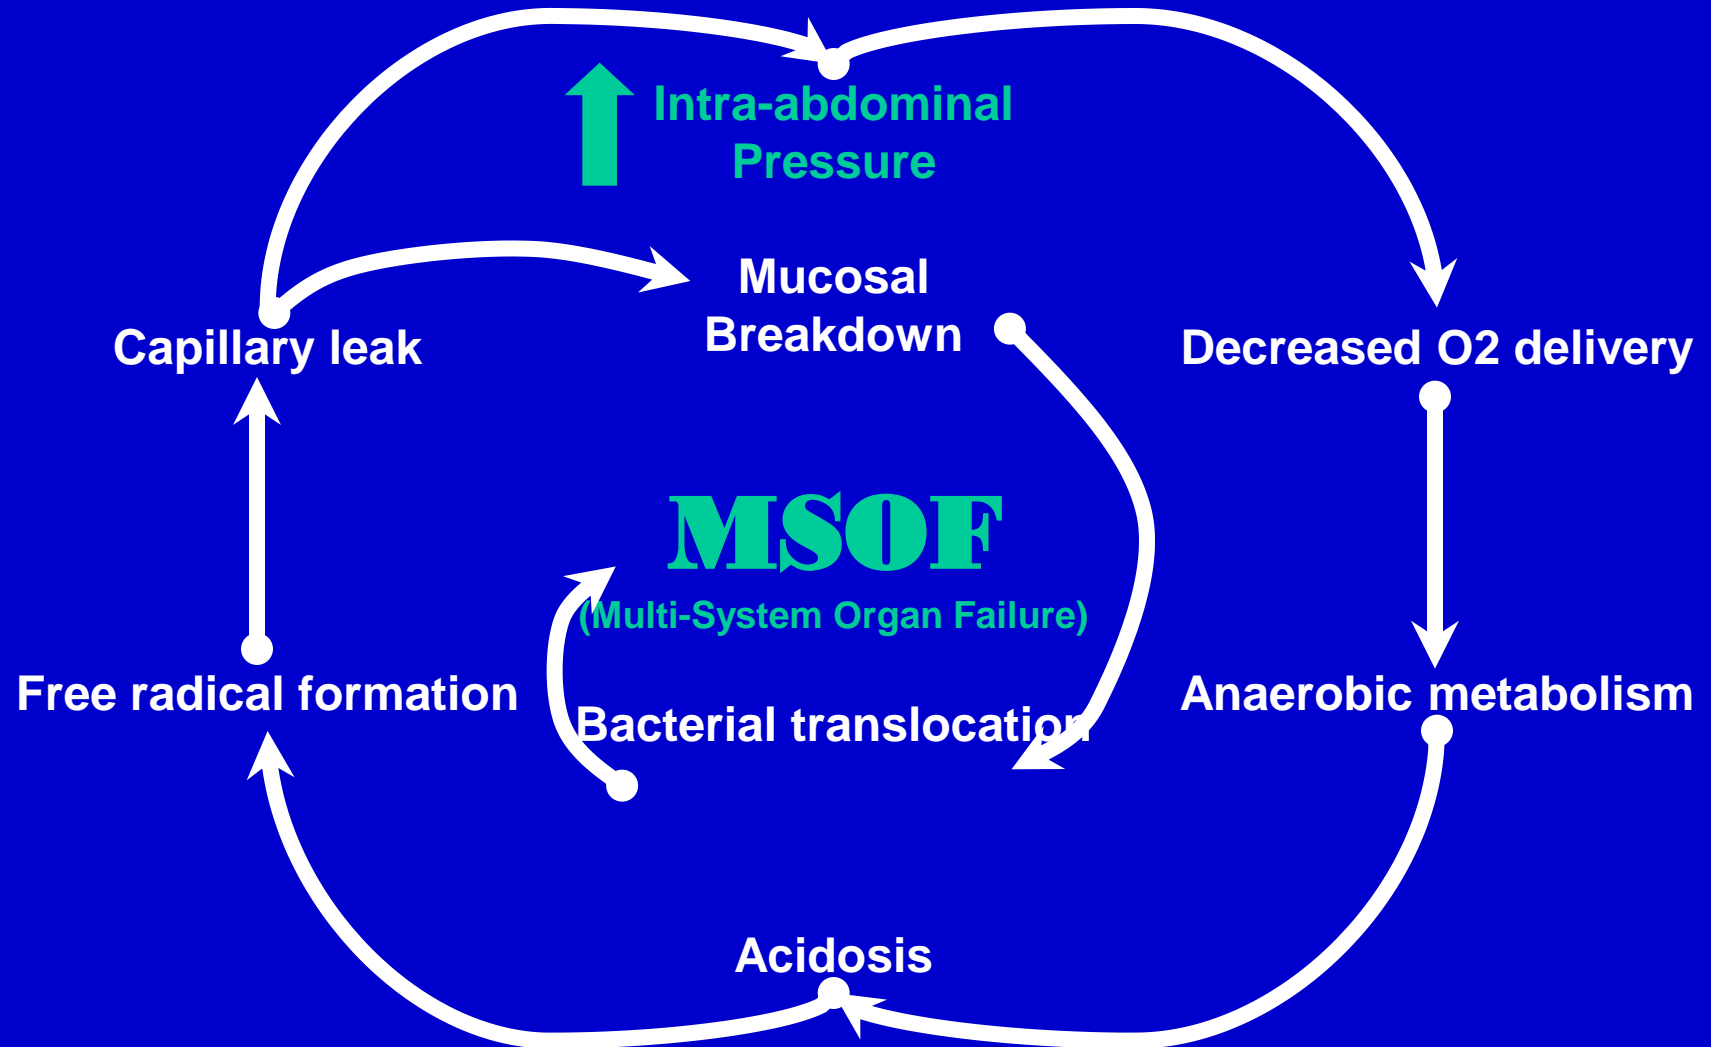 Intra-abdominal
Pressure
Mucosal
Breakdown
Capillary leak
Decreased O2 delivery
MSOF
(Multi-System Organ Failure)
Free radical formation
Anaerobic metabolism
Bacterial translocation
Acidosis